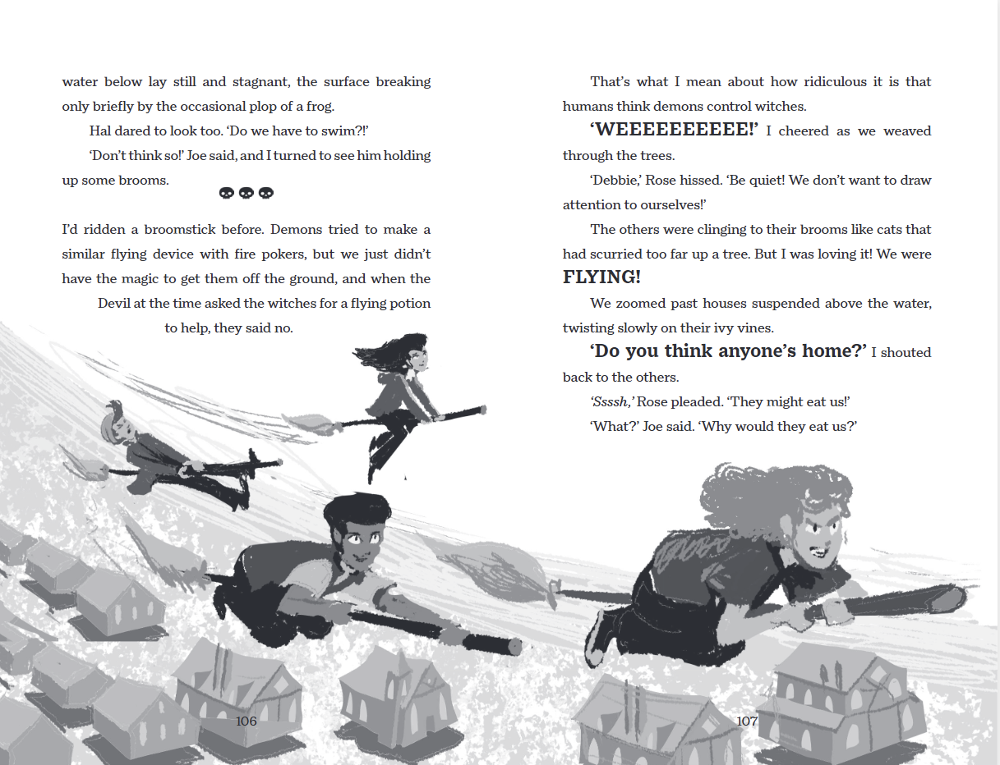 water below lay still and stagnant, the surface breaking
only briefly by the occasional plop of a frog.
Hal dared to look too. ‘Do we have to swim?!’
‘Don’t think so!’ Joe said, and I turned to see him holding
up some brooms.
I’d ridden a broomstick before. Demons tried to make a
similar flying device with fire pokers, but we just didn’t
have the magic to get them off the ground, and when the
Devil at the time asked the witches for a flying potion
to help, they said no.
106
That’s what I mean about how ridiculous it is that
humans think demons control witches.
‘WEEEEEEEEEE!’ I cheered as we weaved
through the trees.
‘Debbie,’ Rose hissed. ‘Be quiet! We don’t want to draw
attention to ourselves!’
The others were clinging to their brooms like cats that
had scurried too far up a tree. But I was loving it! We were
FLYING!
We zoomed past houses suspended above the water,
twisting slowly on their ivy vines.
‘Do you think anyone’s home?’ I shouted
back to the others.
‘Ssssh,’ Rose pleaded. ‘They might eat us!’
‘What?’ Joe said. ‘Why would they eat us?’
107